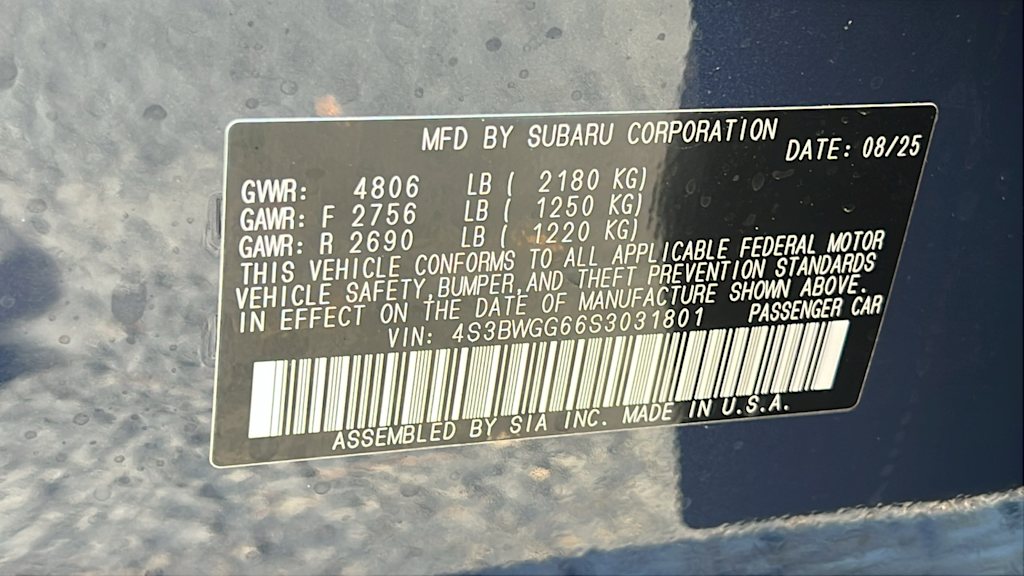 MFD BY SUBARU CORPORATION
DATE: 08/25
GVWR: 4806 LB ( 2180 KG)
GAWR: F 2756 LB ( 1250 KG)
GAWR: R 2690 LB ( 1220 KG)
THIS VEHICLE CONFORMS TO ALL APPLICABLE FEDERAL MOTOR
VEHICLE SAFETY, BUMPER, AND THEFT PREVENTION STANDARDS
IN EFFECT ON THE DATE OF MANUFACTURE SHOWN ABOVE.
VIN: 4S3BWGG66S3031801 PASSENGER CAR
ASSEMBLED BY SIA INC. MADE IN U.S.A.